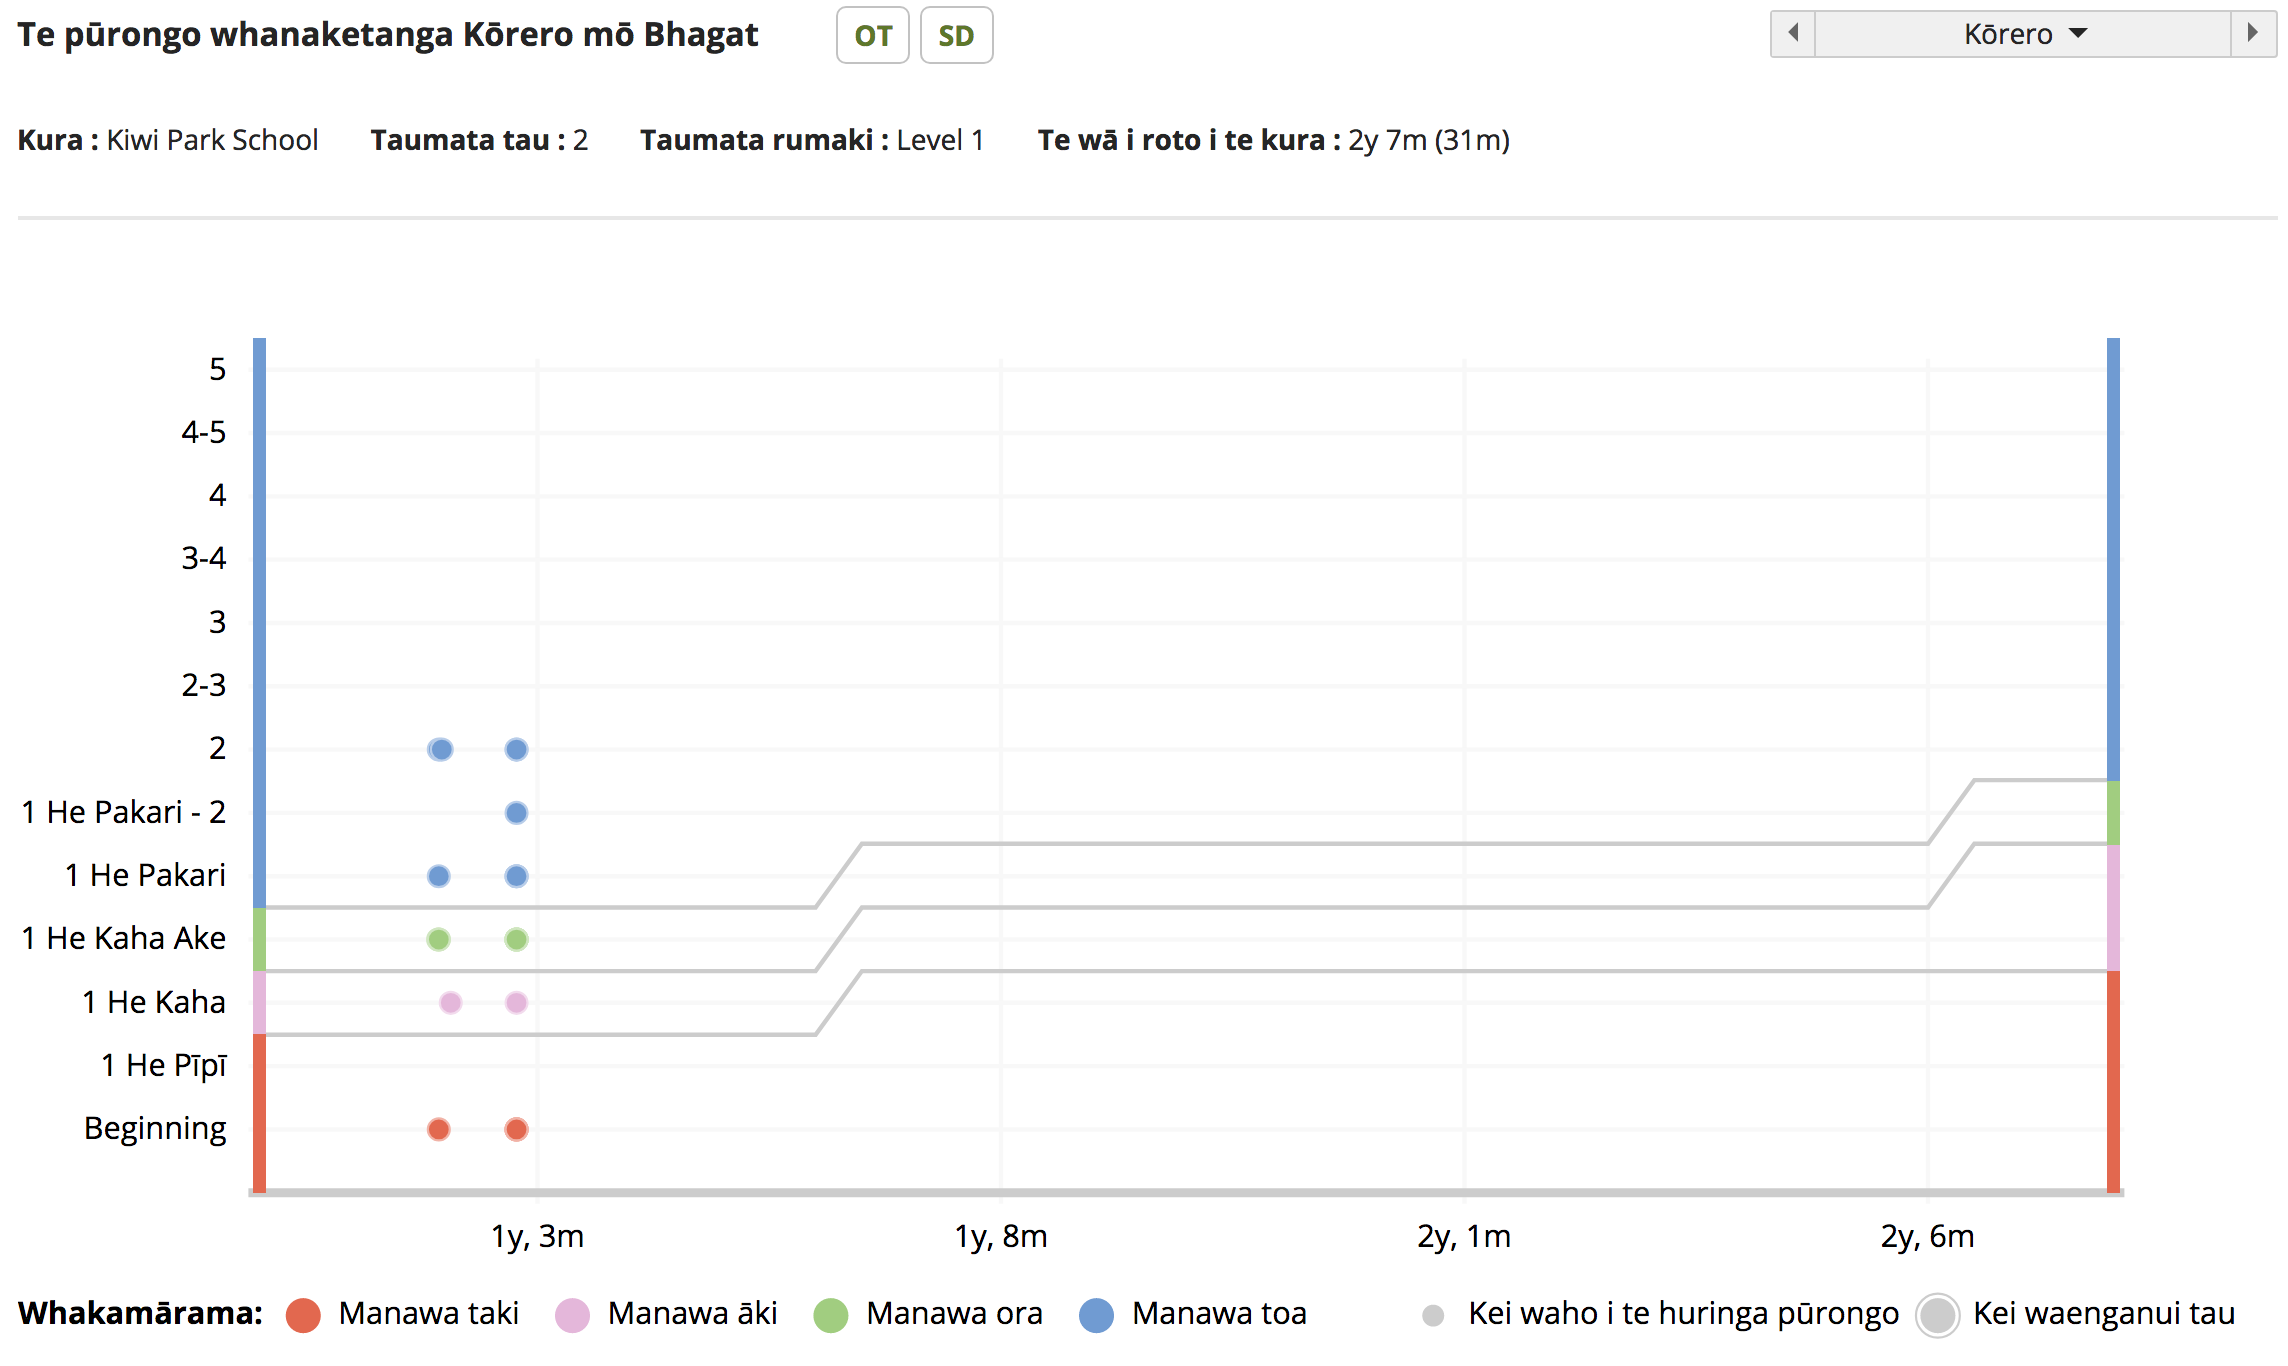 Te pūrongo whanaketanga Kōrero mō Bhagat OT SD Kōrero
Kura : Kiwi Park School Taumata tau : 2 Taumata rumaki : Level 1 Te wā i roto i te kura : 2y 7m (31m)
5
4-5
4
3-4
3
2-3
2
1 He Pakari - 2
1 He Pakari
1 He Kaha Ake
1 He Kaha
1 He Pīpī
Beginning
1y, 3m 1y, 8m 2y, 1m 2y, 6m
Whakamārama: Manawa taki Manawa āki Manawa ora Manawa toa Kei waho i te huringa pūrongo Kei waenganui tau